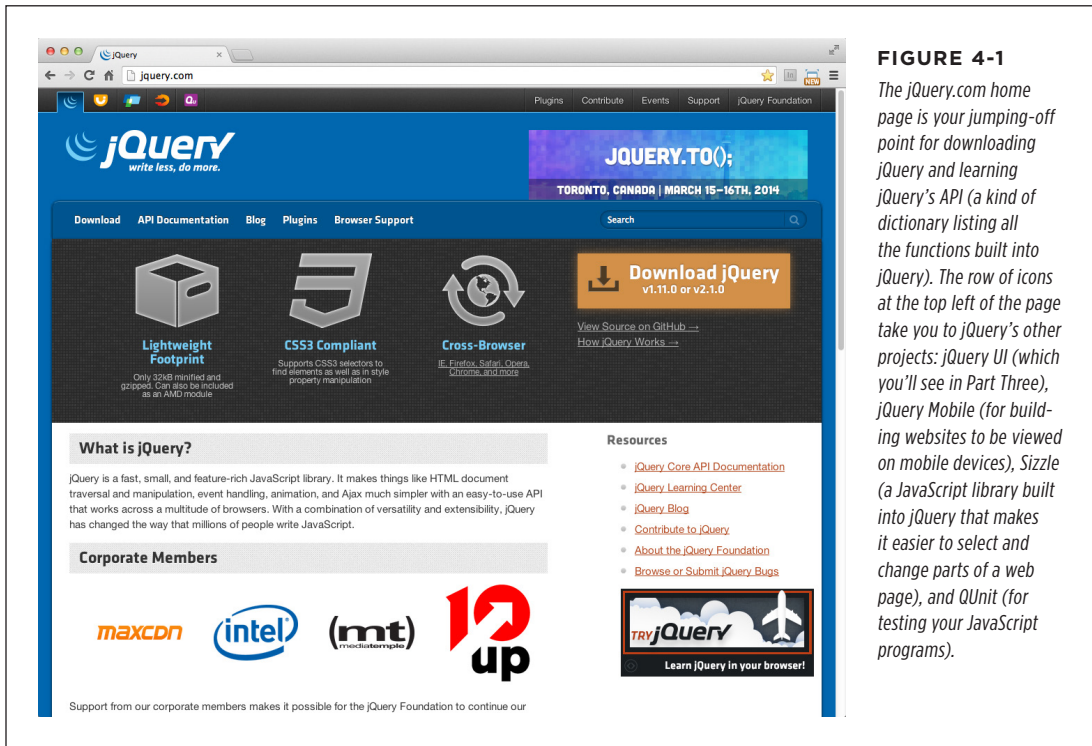 jQuery
jquery.com
NEW
Qu
Plugins Contribute Events Support jQuery Foundation
jQuery
write less, do more.
JQUERY.TO();
TORONTO, CANADA | MARCH 15–16TH, 2014
Download API Documentation Blog Plugins Browser Support
Search
Lightweight
Footprint
Only 32kB minified and
gzipped. Can also be included
as an AMD module
CSS3 Compliant
Supports CSS3 selectors to
find elements as well as in style
property manipulation
Cross-Browser
IE, Firefox, Safari, Opera,
Chrome, and more
Download jQuery
v1.11.0 or v2.1.0
View Source on GitHub →
How jQuery Works →
What is jQuery?
jQuery is a fast, small, and feature-rich JavaScript library. It makes things like HTML document
traversal and manipulation, event handling, animation, and Ajax much simpler with an easy-to-use API
that works across a multitude of browsers. With a combination of versatility and extensibility, jQuery
has changed the way that millions of people write JavaScript.
Corporate Members
maxcdn
(intel)
(mt)
mediatemple
10
up
Support from our corporate members makes it possible for the jQuery Foundation to continue our
Resources
jQuery Core API Documentation
jQuery Learning Center
jQuery Blog
Contribute to jQuery
About the jQuery Foundation
Browse or Submit jQuery Bugs
TRY jQuery
Learn jQuery in your browser!
FIGURE 4-1
The jQuery.com home
page is your jumping-off
point for downloading
jQuery and learning
jQuery’s API (a kind of
dictionary listing all
the functions built into
jQuery). The row of icons
at the top left of the page
take you to jQuery’s other
projects: jQuery UI (which
you’ll see in Part Three),
jQuery Mobile (for build-
ing websites to be viewed
on mobile devices), Sizzle
(a JavaScript library built
into jQuery that makes
it easier to select and
change parts of a web
page), and QUnit (for
testing your JavaScript
programs).